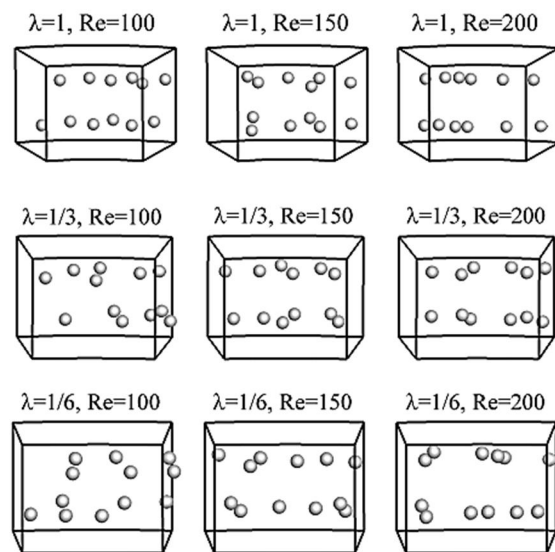 λ=1, Re=100 λ=1, Re=150 λ=1, Re=200
λ=1/3, Re=100 λ=1/3, Re=150 λ=1/3, Re=200
λ=1/6, Re=100 λ=1/6, Re=150 λ=1/6, Re=200